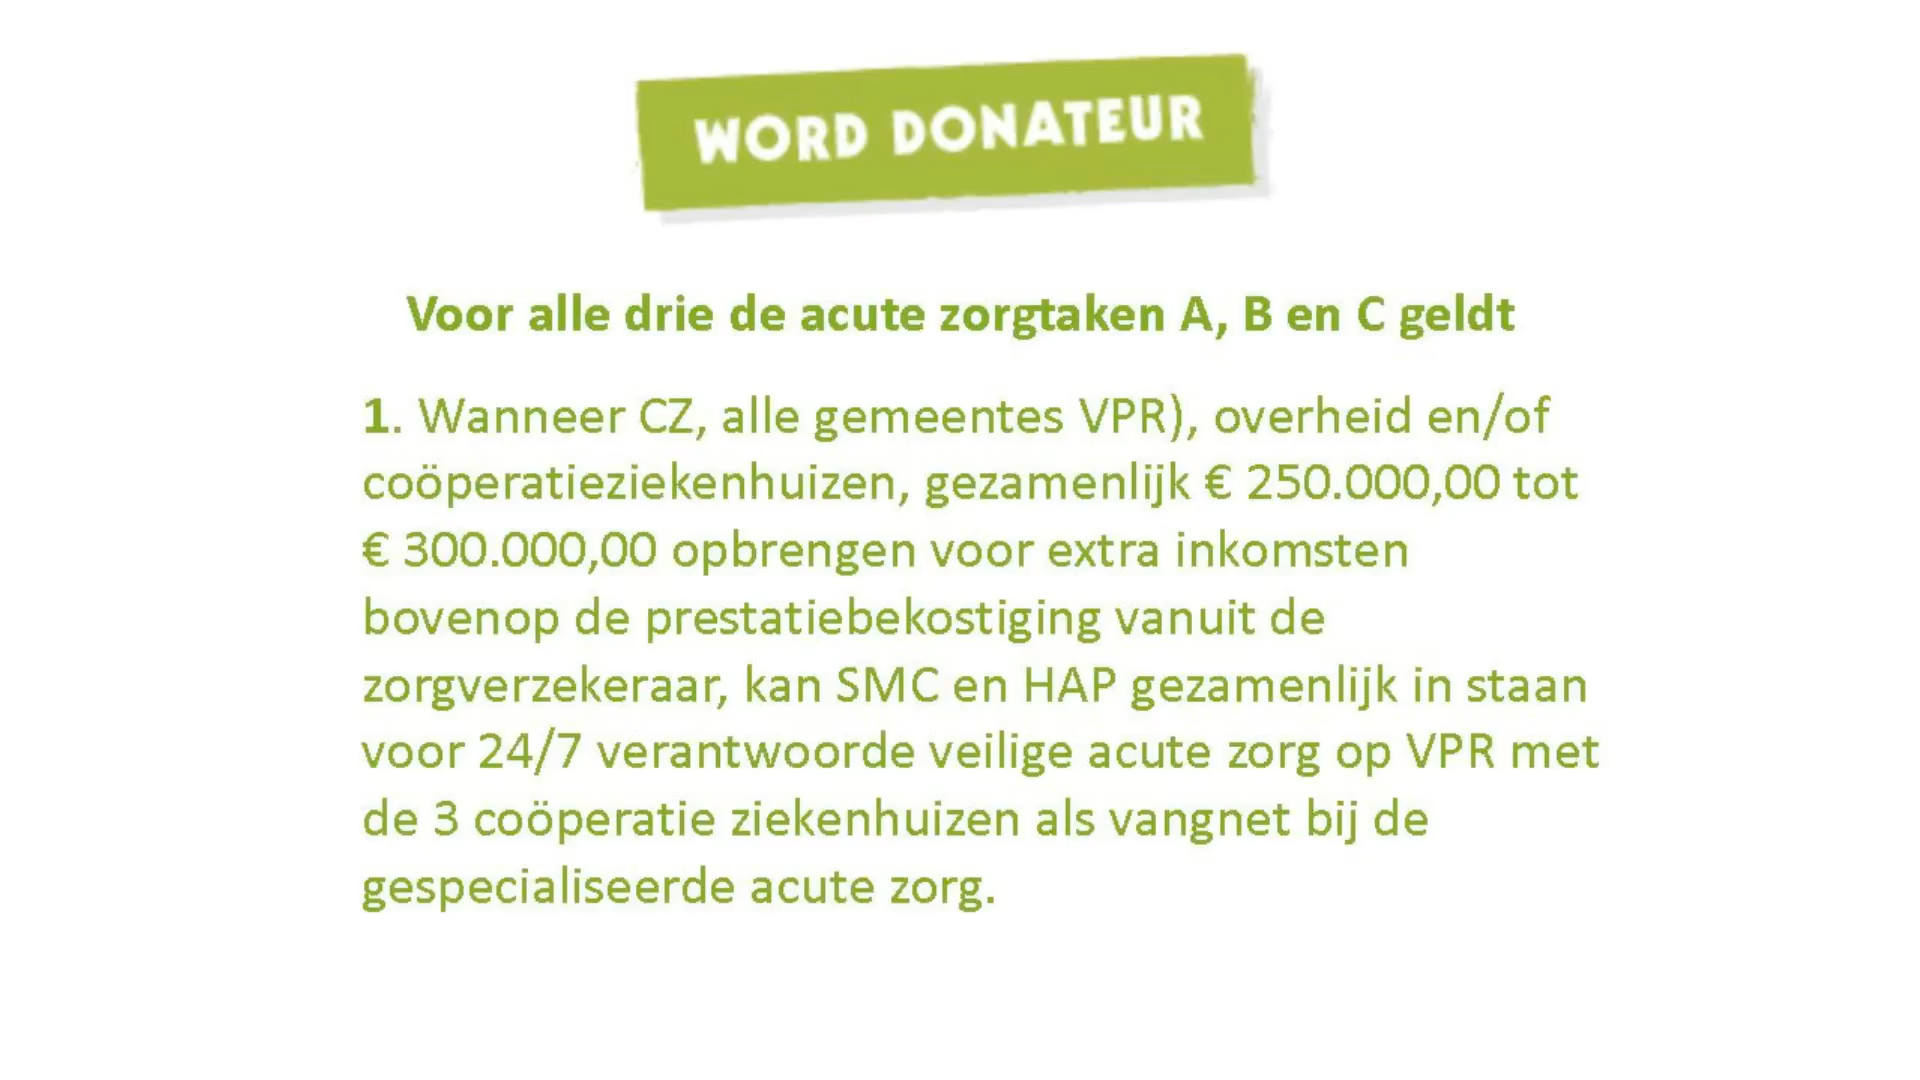 WORD DONATEUR
Voor alle drie de acute zorgtaken A, B en C geldt
1. Wanneer CZ, alle gemeentes VPR), overheid en/of
coöperatieziekenhuizen, gezamenlijk € 250.000,00 tot
€ 300.000,00 opbrengen voor extra inkomsten
bovenop de prestatiebekostiging vanuit de
zorgverzekeraar, kan SMC en HAP gezamenlijk in staan
voor 24/7 verantwoorde veilige acute zorg op VPR met
de 3 coöperatie ziekenhuizen als vangnet bij de
gespecialiseerde acute zorg.